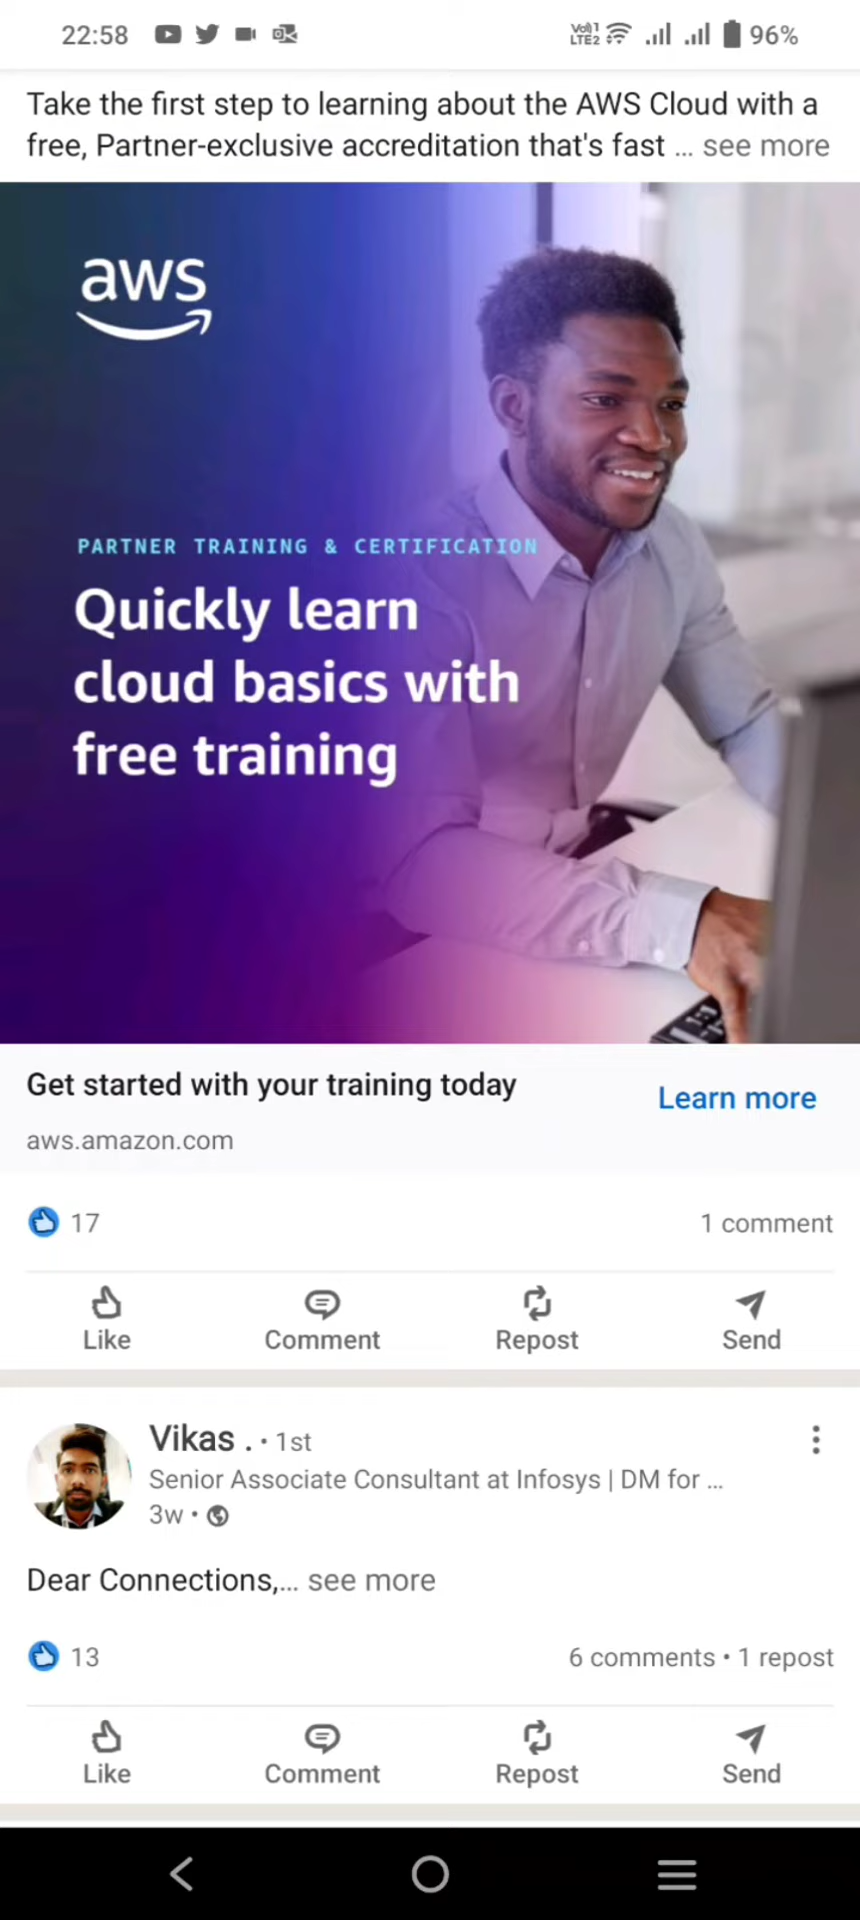 22:58
Vo) 1
LTE2
96%
Take the first step to learning about the AWS Cloud with a
free, Partner-exclusive accreditation that's fast ... see more
aws
PARTNER TRAINING & CERTIFICATION
Quickly learn
cloud basics with
free training
Get started with your training today
Learn more
aws.amazon.com
17
1 comment
Like
Comment
Repost
Send
Vikas . • 1st
Senior Associate Consultant at Infosys | DM for ...
3w •
Dear Connections,... see more
13
6 comments • 1 repost
Like
Comment
Repost
Send